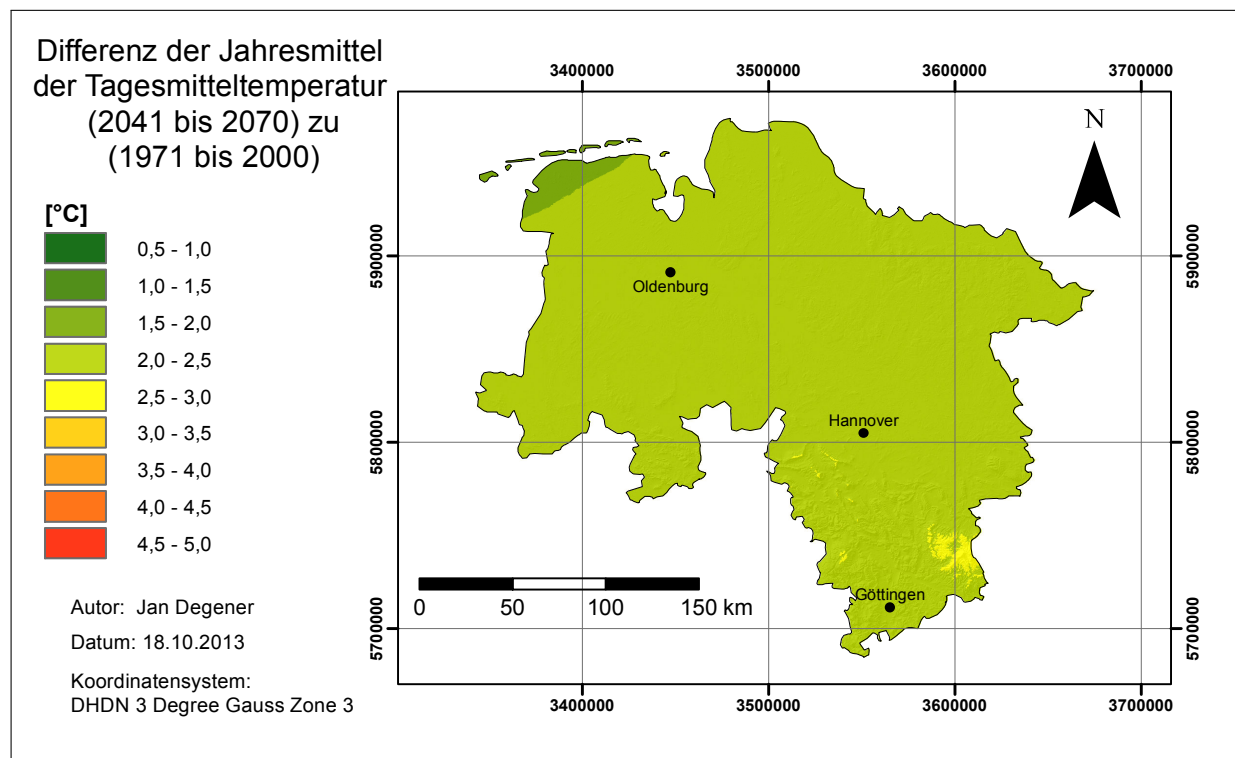 Differenz der Jahresmittel
der Tagesmitteltemperatur
(2041 bis 2070) zu
(1971 bis 2000)
[°C]
0,5 - 1,0
1,0 - 1,5
1,5 - 2,0
2,0 - 2,5
2,5 - 3,0
3,0 - 3,5
3,5 - 4,0
4,0 - 4,5
4,5 - 5,0
Autor: Jan Degener
Datum: 18.10.2013
Koordinatensystem:
DHDN 3 Degree Gauss Zone 3
3400000 3500000 3600000 3700000
N
5900000 5900000
Oldenburg
Hannover
5800000 5800000
Göttingen
0 50 100 150 km
5700000 5700000
3400000 3500000 3600000 3700000